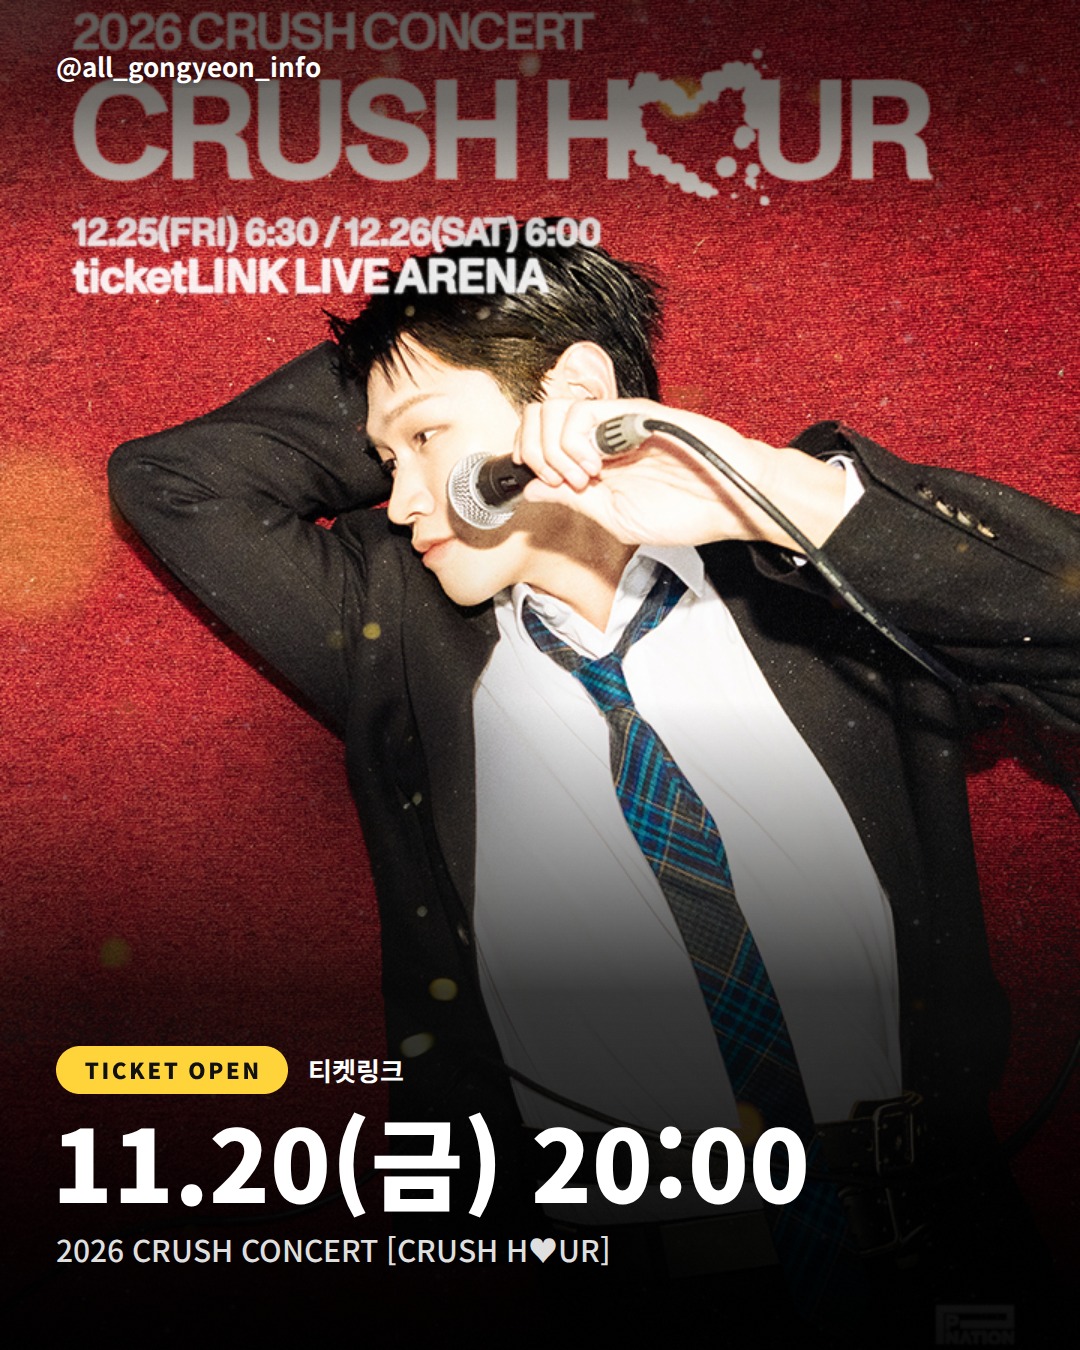 2026 CRUSH CONCERT
@all_gongyeon_info
CRUSH H♥UR
12.25(FRI) 6:30 / 12.26(SAT) 6:00
ticketLINK LIVE ARENA
TICKET OPEN 티켓링크
11.20(금) 20:00
2026 CRUSH CONCERT [CRUSH H♥UR]
P NATION